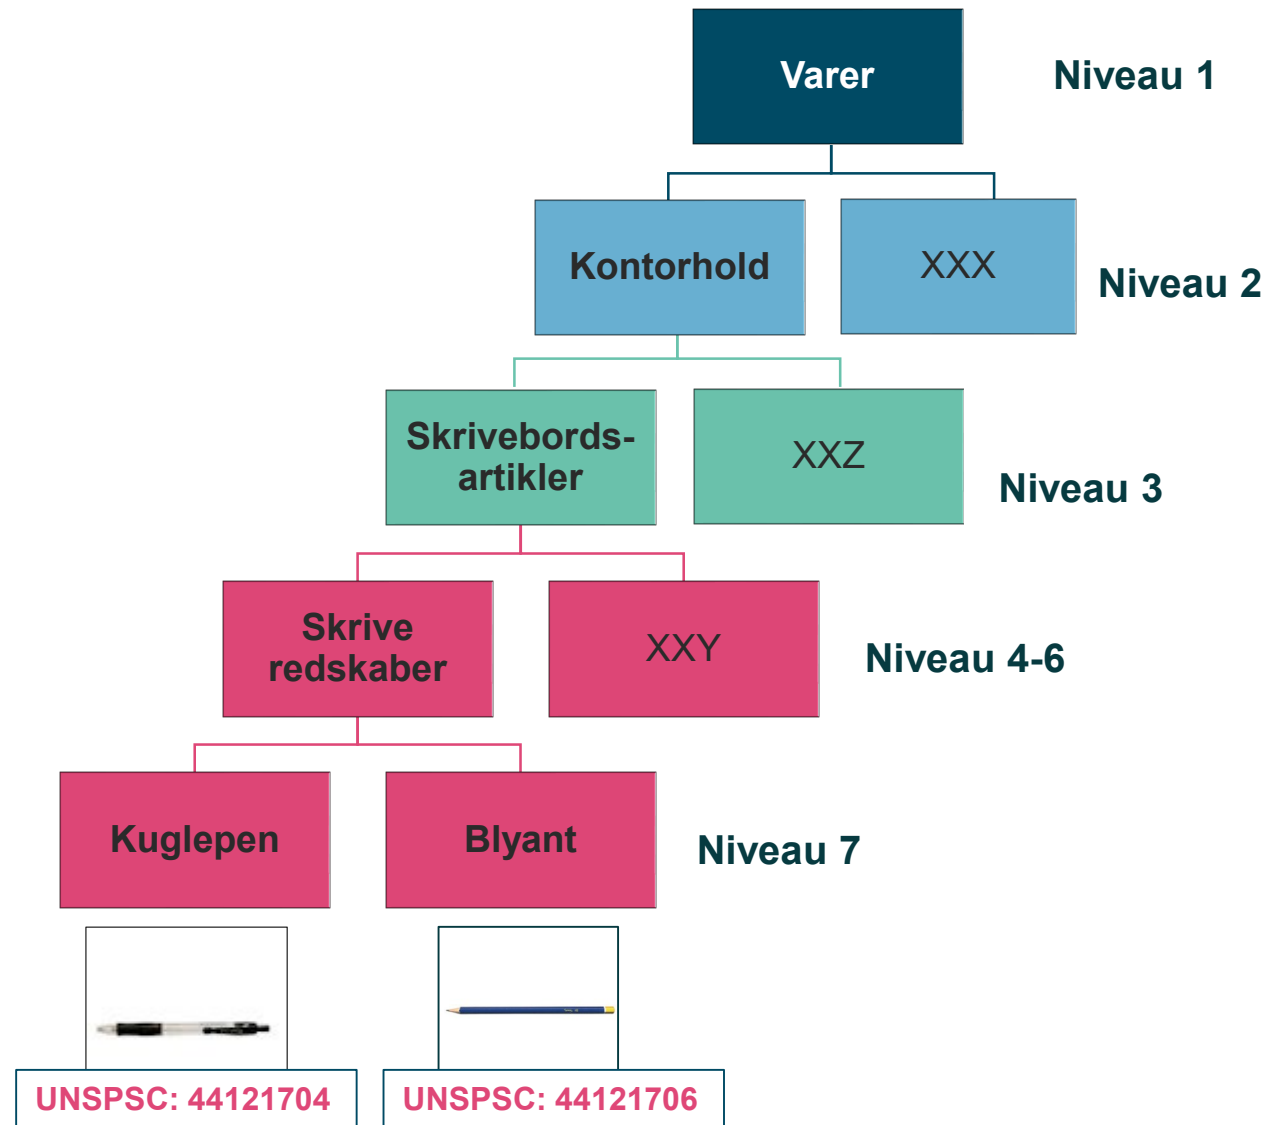 Varer
Niveau 1
Kontorhold
XXX
Niveau 2
Skrivebords-
artikler
XXZ
Niveau 3
Skrive
redskaber
XXY
Niveau 4-6
Kuglepen
Blyant
Niveau 7
UNSPSC: 44121704
UNSPSC: 44121706